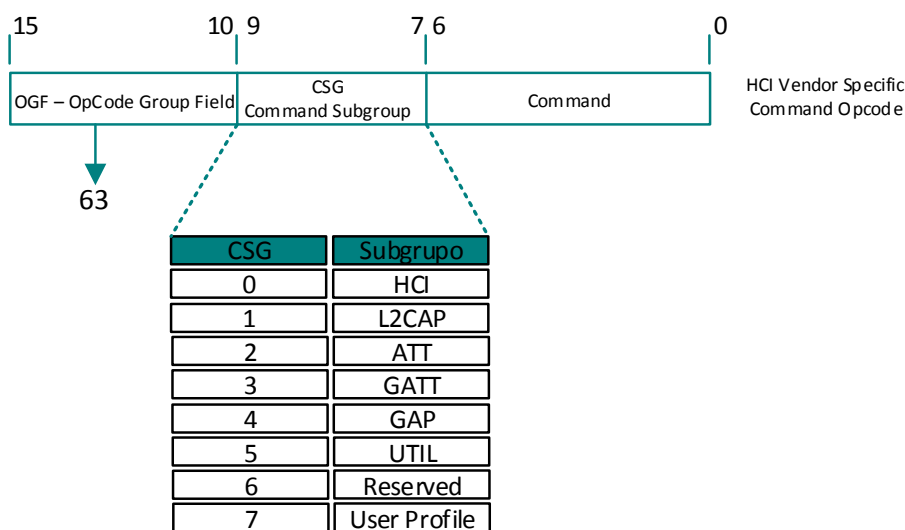 15 10 9 7 6 0
OGF – OpCode Group Field
CSG
Command Subgroup
Command
HCI Vendor Specific
Command Opcode
63
CSG Subgrupo
0 HCI
1 L2CAP
2 ATT
3 GATT
4 GAP
5 UTIL
6 Reserved
7 User Profile